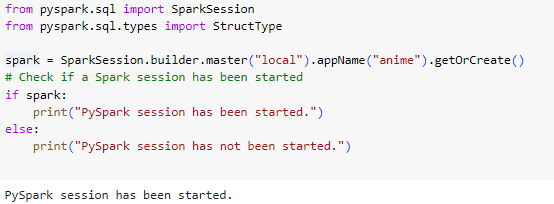 from pyspark.sql import SparkSession
from pyspark.sql.types import StructType

spark = SparkSession.builder.master("local").appName("anime").getOrCreate()
# Check if a Spark session has been started
if spark:
    print("PySpark session has been started.")
else:
    print("PySpark session has not been started.")

PySpark session has been started.